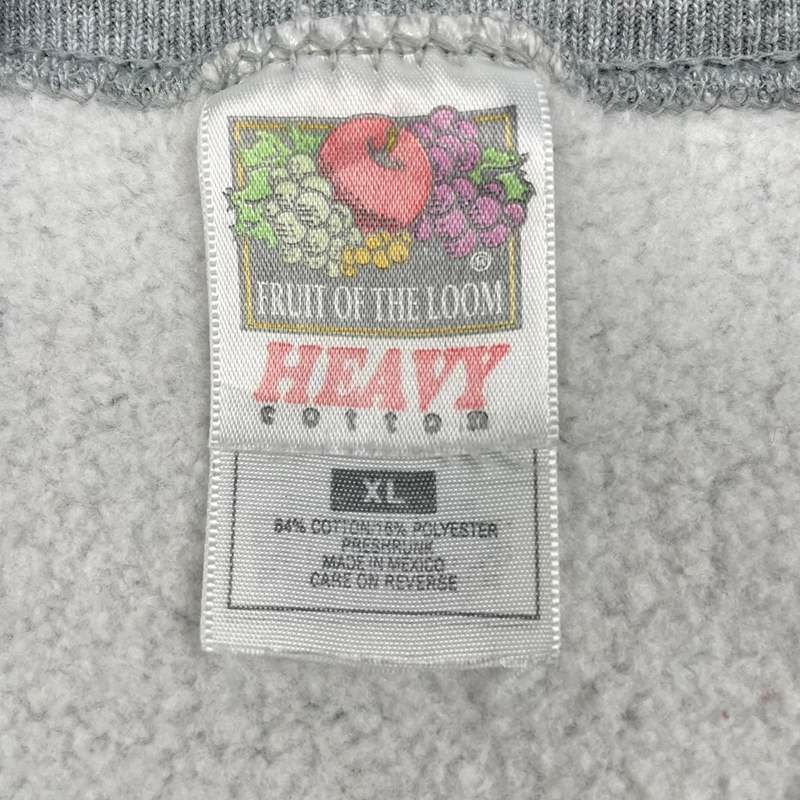 ®
FRUIT OF THE LOOM
HEAVY
cotton
XL
84% COTTON/16% POLYESTER
PRESHRUNK
MADE IN MEXICO
CARE ON REVERSE